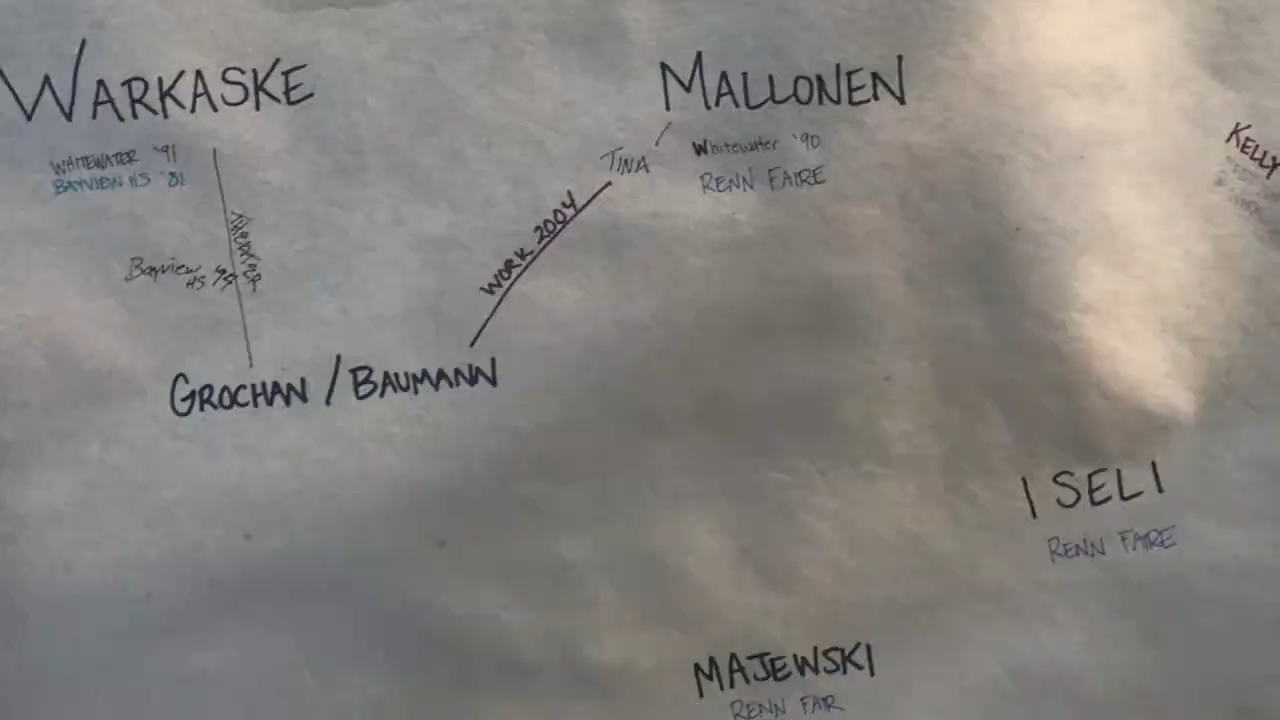 WARKASKE
MALLONEN
WHITEWATER '91
BAYVIEW HS '81
TINA
Whitewater '90
RENN FAIRE
KELLY
WORK 2004
Bayview
HS
GROCHAN / BAUMANN
ISELI
RENN FAIRE
MAJEWSKI
RENN FAIR